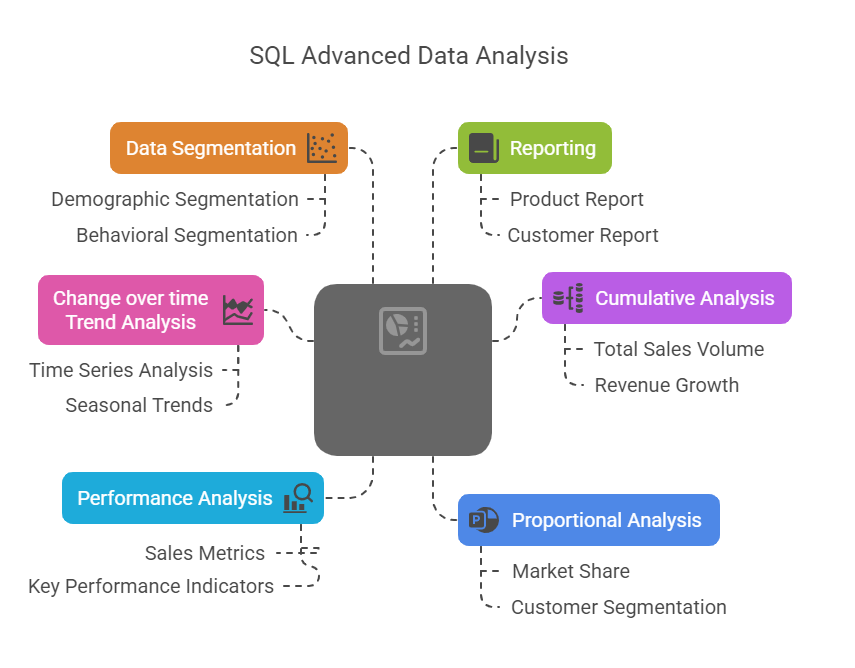 SQL Advanced Data Analysis
Data Segmentation
Demographic Segmentation
Behavioral Segmentation
Reporting
Product Report
Customer Report
Change over time
Trend Analysis
Time Series Analysis
Seasonal Trends
Cumulative Analysis
Total Sales Volume
Revenue Growth
Performance Analysis
Sales Metrics
Key Performance Indicators
P
Proportional Analysis
Market Share
Customer Segmentation